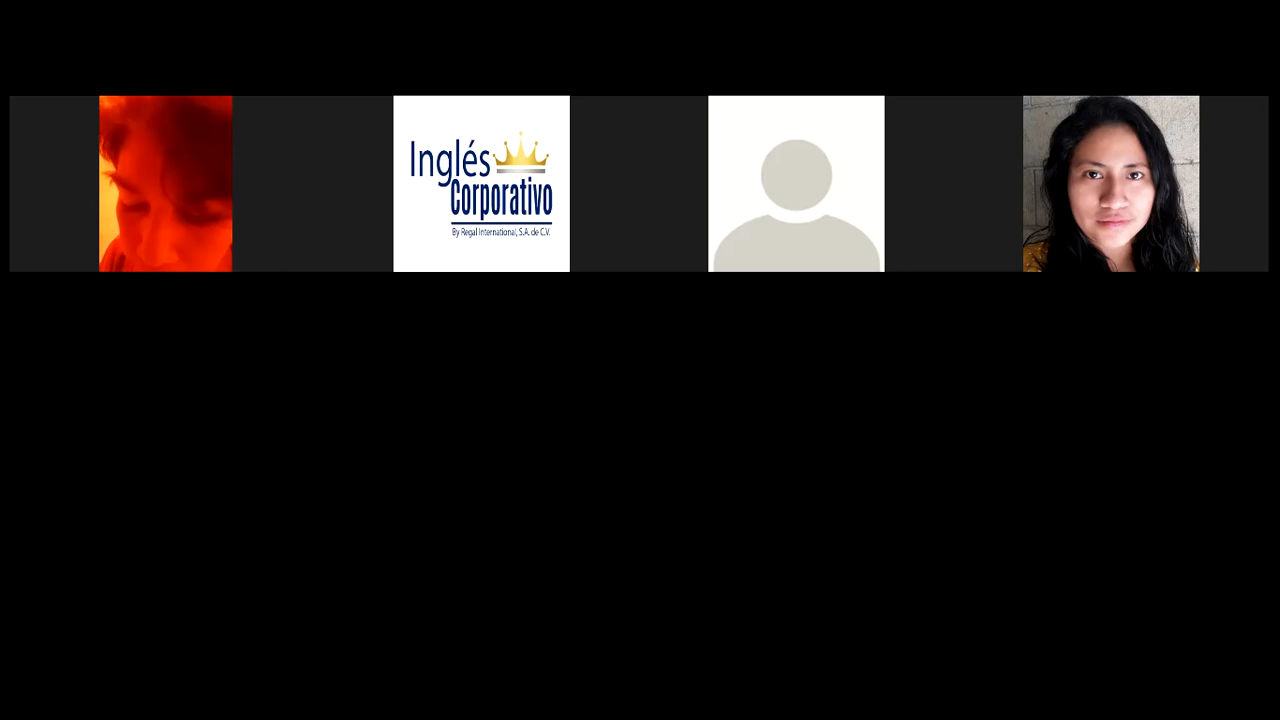 Inglés
Corporativo
By Regal International, S.A. de C.V.